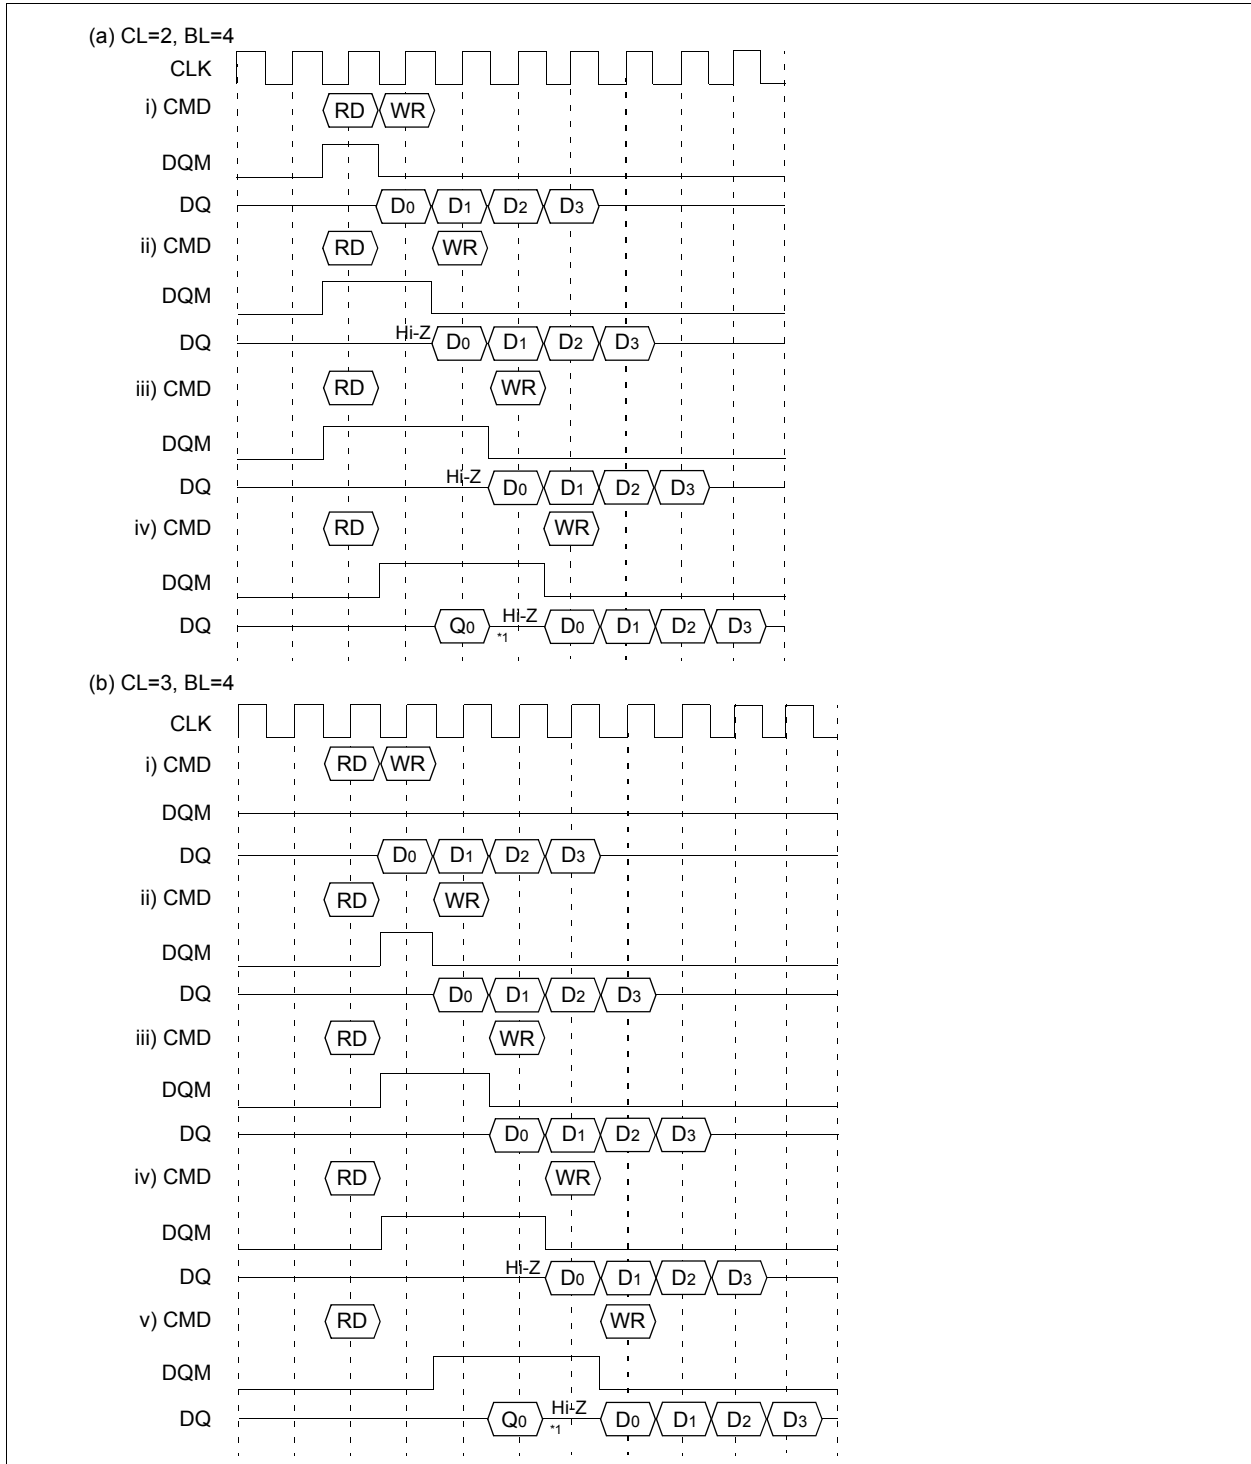 (a) CL=2, BL=4
CLK
i) CMD RD WR
DQM
DQ D0 D1 D2 D3
ii) CMD RD WR
DQM
DQ Hi-Z D0 D1 D2 D3
iii) CMD RD WR
DQM
DQ Hi-Z D0 D1 D2 D3
iv) CMD RD WR
DQM
DQ Q0 Hi-Z *1 D0 D1 D2 D3
(b) CL=3, BL=4
CLK
i) CMD RD WR
DQM
DQ D0 D1 D2 D3
ii) CMD RD WR
DQM
DQ D0 D1 D2 D3
iii) CMD RD WR
DQM
DQ D0 D1 D2 D3
iv) CMD RD WR
DQM
DQ Hi-Z D0 D1 D2 D3
v) CMD RD WR
DQM
DQ Q0 Hi-Z *1 D0 D1 D2 D3